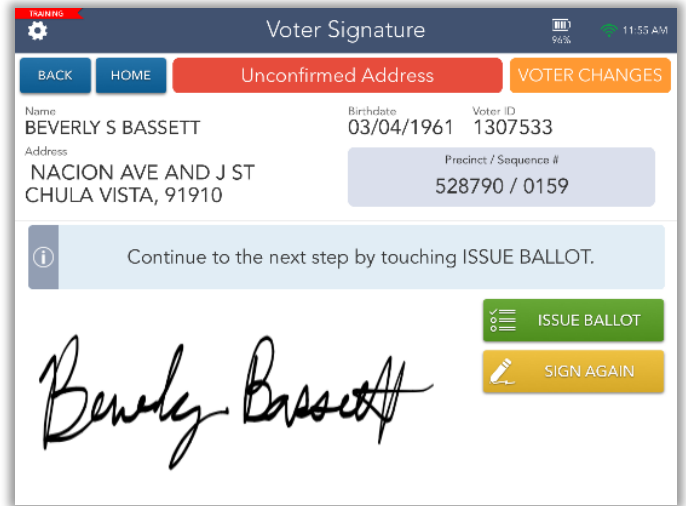 TRAINING
Voter Signature
96%
11:55 AM
BACK
HOME
Unconfirmed Address
VOTER CHANGES
Name
BEVERLY S BASSETT
Birthdate
03/04/1961
Voter ID
1307533
Address
NACION AVE AND J ST
CHULA VISTA, 91910
Precinct / Sequence #
528790 / 0159
Continue to the next step by touching ISSUE BALLOT.
ISSUE BALLOT
SIGN AGAIN
Beverly Bassett